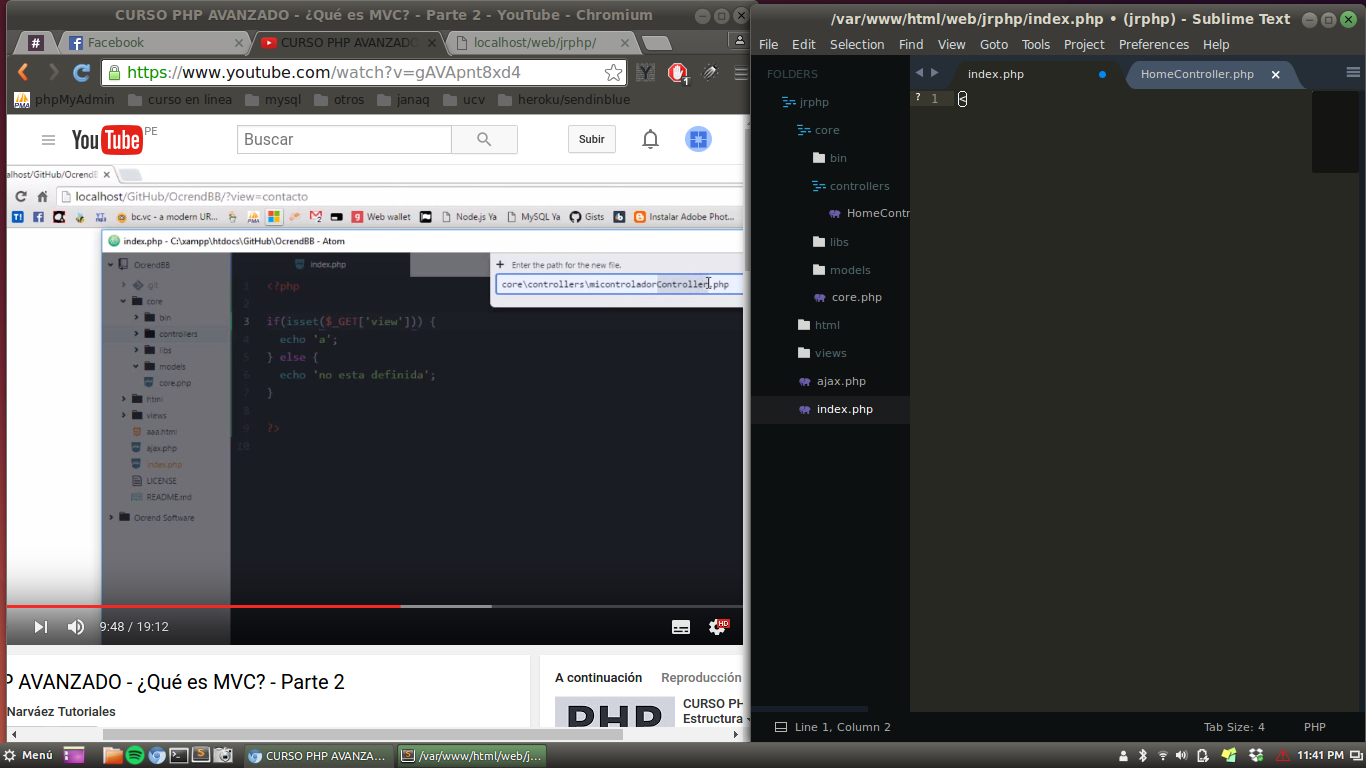 CURSO PHP AVANZADO - ¿Qué es MVC? - Parte 2 - YouTube - Chromium
# Facebook CURSO PHP AVANZADO localhost/web/jrphp/
https://www.youtube.com/watch?v=gAVApnt8xd4
phpMyAdmin curso en linea mysql otros janaq ucv heroku/sendinblue
YouTube PE Buscar Subir
alhost/GitHub/OcrendB
localhost/GitHub/OcrendBB/?view=contacto
bc.vc - a modern UR... Web wallet Node.js Ya MySQL Ya Gists Instalar Adobe Phot...
index.php - C:\xampp\htdocs\GitHub\OcrendBB - Atom
OcrendBB
.git
core
bin
controllers
libs
models
core.php
html
views
aaa.html
ajax.php
index.php
LICENSE
README.md
Ocrend Software
index.php
Enter the path for the new file.
core\controllers\micontroladorController.php
1 <?php
2
3 if(isset($_GET['view'])) {
4 echo 'a';
5 } else {
6 echo 'no esta definida';
7 }
8
9 ?>
10
9:48 / 19:12
HD
P AVANZADO - ¿Qué es MVC? - Parte 2
Narváez Tutoriales
A continuación Reproducción
PHP
CURSO PH
Estructura
/var/www/html/web/jrphp/index.php • (jrphp) - Sublime Text
File Edit Selection Find View Goto Tools Project Preferences Help
FOLDERS
jrphp
core
bin
controllers
HomeContr
libs
models
core.php
html
views
ajax.php
index.php
index.php HomeController.php
? 1 <
Line 1, Column 2 Tab Size: 4 PHP
Menú CURSO PHP AVANZA... /var/www/html/web/j... 11:41 PM